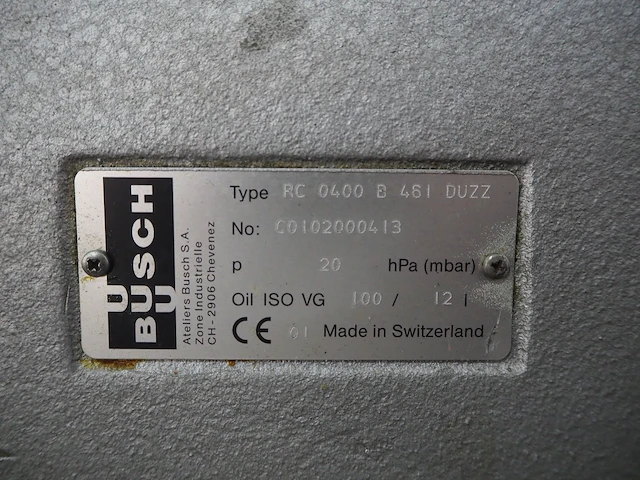 BUSCH
Ateliers Busch S.A.
Zone Industrielle
CH - 2906 Chevenez
Type RC 0400 B 461 DUZZ
No: C0102000413
p 20 hPa (mbar)
Oil ISO VG 100 / 12 l
CE 01 Made in Switzerland